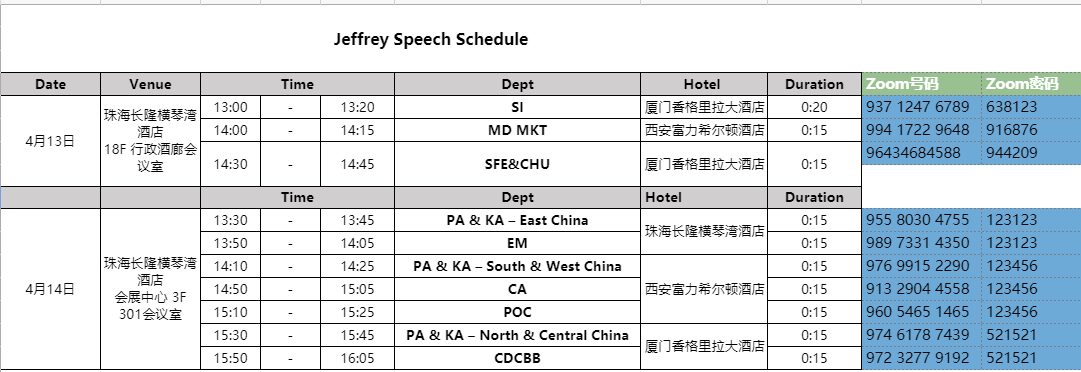 Jeffrey Speech Schedule
Date Venue Time Dept Hotel Duration Zoom号码 Zoom密码
4月13日
珠海长隆横琴湾
酒店
18F 行政酒廊会
议室
13:00 - 13:20 SI 厦门香格里拉大酒店 0:20 937 1247 6789 638123
14:00 - 14:15 MD MKT 西安富力希尔顿酒店 0:15 994 1722 9648 916876
14:30 - 14:45 SFE&CHU 厦门香格里拉大酒店 0:15 96434684588 944209
Time Dept Hotel Duration
4月14日
珠海长隆横琴湾
酒店
会展中心 3F
301会议室
13:30 - 13:45 PA & KA – East China 珠海长隆横琴湾酒店 0:15 955 8030 4755 123123
13:50 - 14:05 EM 0:15 989 7331 4350 123123
14:10 - 14:25 PA & KA – South & West China 0:15 976 9915 2290 123456
14:50 - 15:05 CA 西安富力希尔顿酒店 0:15 913 2904 4558 123456
15:10 - 15:25 POC 0:15 960 5465 1465 123456
15:30 - 15:45 PA & KA – North & Central China 厦门香格里拉大酒店 0:15 974 6178 7439 521521
15:50 - 16:05 CDCBB 0:15 972 3277 9192 521521